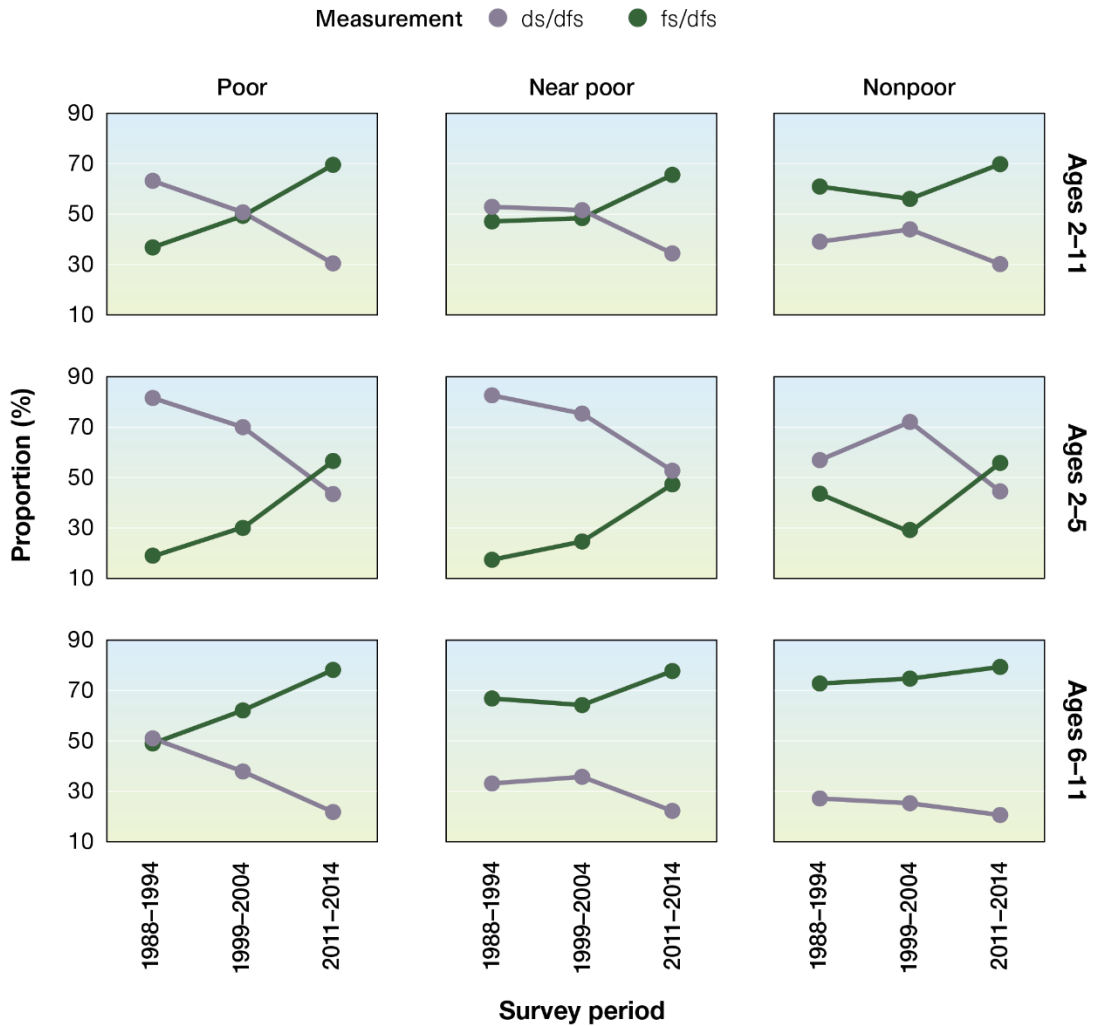 Measurement ds/dfs fs/dfs
Poor Near poor Nonpoor
90
70
50
30
10
Ages 2–11
90
70
50
30
10
Ages 2–5
90
70
50
30
10
Ages 6–11
Proportion (%)
1988–1994 1999–2004 2011–2014 1988–1994 1999–2004 2011–2014 1988–1994 1999–2004 2011–2014
Survey period